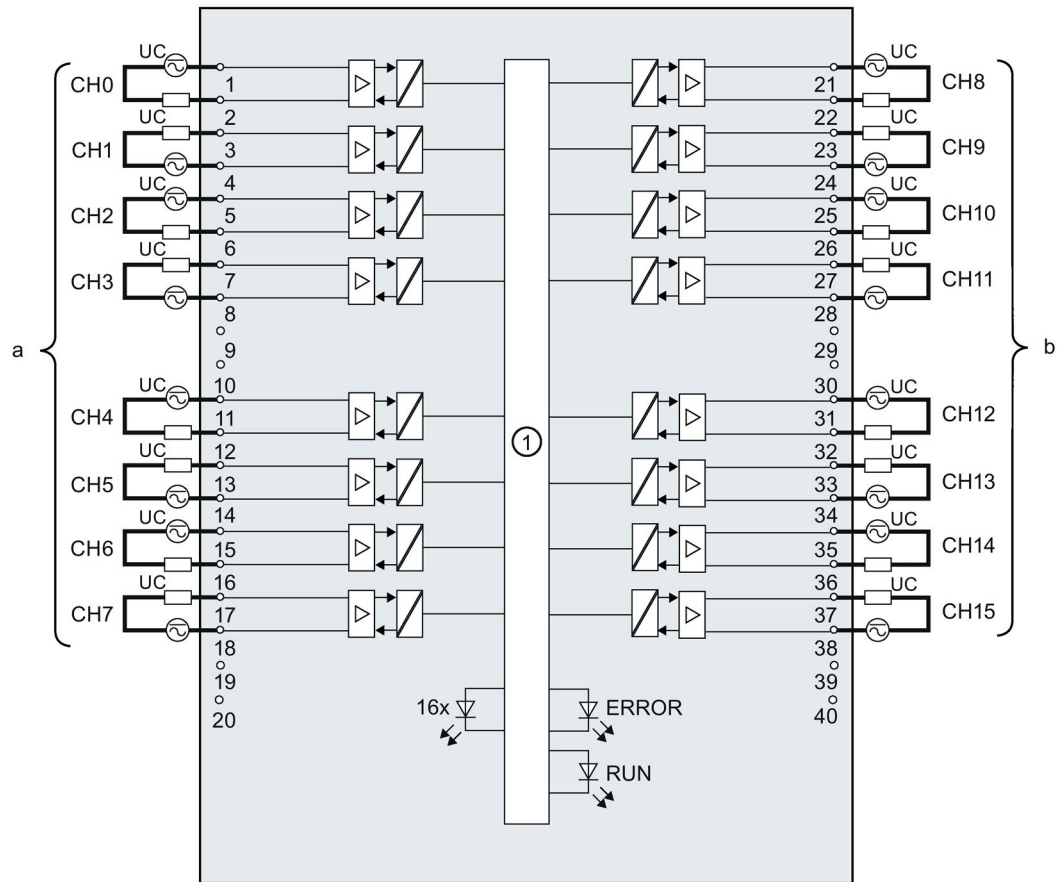 UC
CH0
1
UC
2
CH1
3
UC
4
CH2
5
UC
6
CH3
7
8
9
a
UC
10
CH4
11
UC
12
CH5
13
UC
14
CH6
15
UC
16
CH7
17
18
19
20
1
16x
ERROR
RUN
UC
21
CH8
UC
22
CH9
23
UC
24
CH10
25
UC
26
CH11
27
28
29
b
UC
30
CH12
31
UC
32
CH13
33
UC
34
CH14
35
UC
36
CH15
37
38
39
40